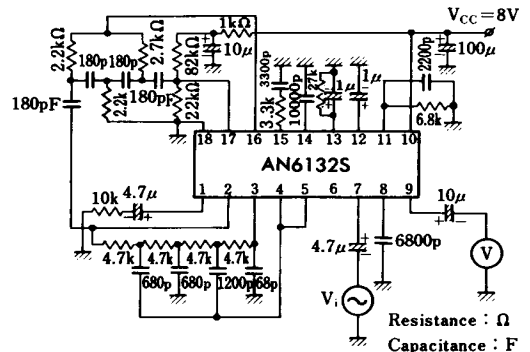 1kΩ
V_CC=8V
2.2kΩ
2.7kΩ
82kΩ
10μ
100μ
2200p
180p
180p
180pF
180pF
2.2k
22kΩ
3300p
3.3k
10000p
27k
1μ
1μ
6.8k
18 17 16 15 14 13 12 11 10
AN6132S
1 2 3 4 5 6 7 8 9
10k
4.7μ
10μ
4.7k 4.7k 4.7k 4.7k
680p 680p 1200p 68p
4.7μ
6800p
V
V_i
Resistance : Ω
Capacitance : F